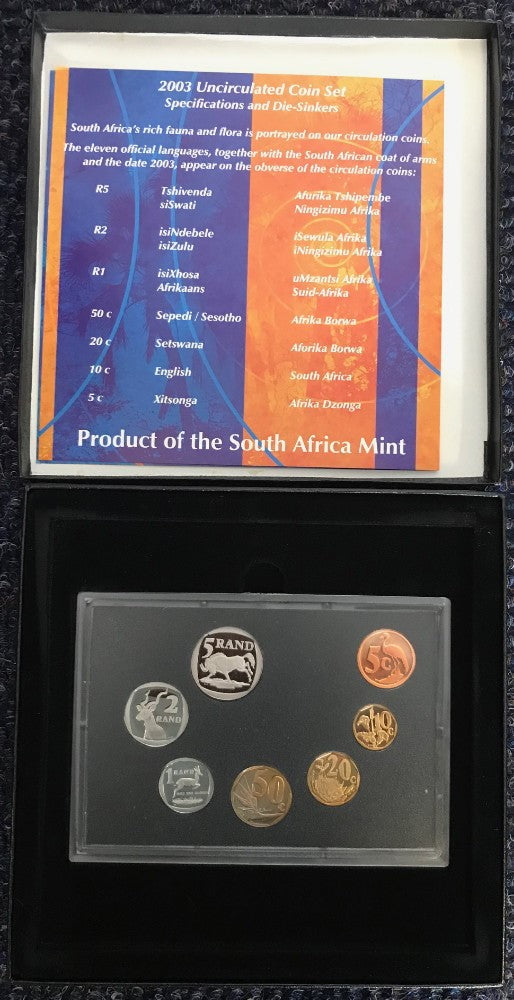 2003 Uncirculated Coin Set
Specifications and Die-Sinkers
South Africa's rich fauna and flora is portrayed on our circulation coins.
The eleven official languages, together with the South African coat of arms
and the date 2003, appear on the obverse of the circulation coins:
R5 Tshivenda Afurika Tshipembe
siSwati Ningizimu Afrika
R2 isiNdebele iSewula Afrika
isiZulu iNingizimu Afrika
R1 isiXhosa uMzantsi Afrika
Afrikaans Suid-Afrika
50 c Sepedi / Sesotho Afrika Borwa
20 c Setswana Aforika Borwa
10 c English South Africa
5 c Xitsonga Afrika Dzonga
Product of the South Africa Mint
5 RAND
5c
2
RAND
10c
1 RAND
50c
20c